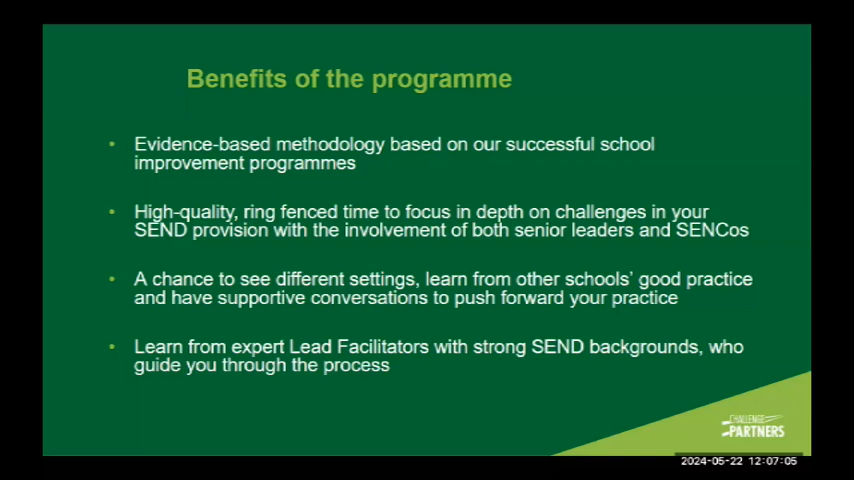 Benefits of the programme
• Evidence-based methodology based on our successful school
improvement programmes
• High-quality, ring fenced time to focus in depth on challenges in your
SEND provision with the involvement of both senior leaders and SENCos
• A chance to see different settings, learn from other schools’ good practice
and have supportive conversations to push forward your practice
• Learn from expert Lead Facilitators with strong SEND backgrounds, who
guide you through the process
CHALLENGE
PARTNERS
2024-05-22 12:07:05